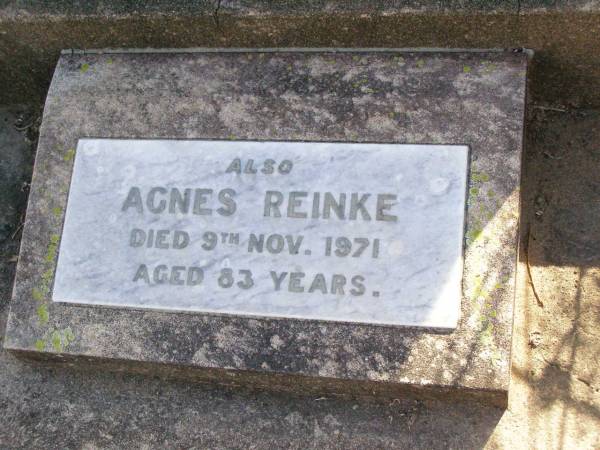 ALSO
AGNES REINKE
DIED 9TH NOV. 1971
AGED 83 YEARS.